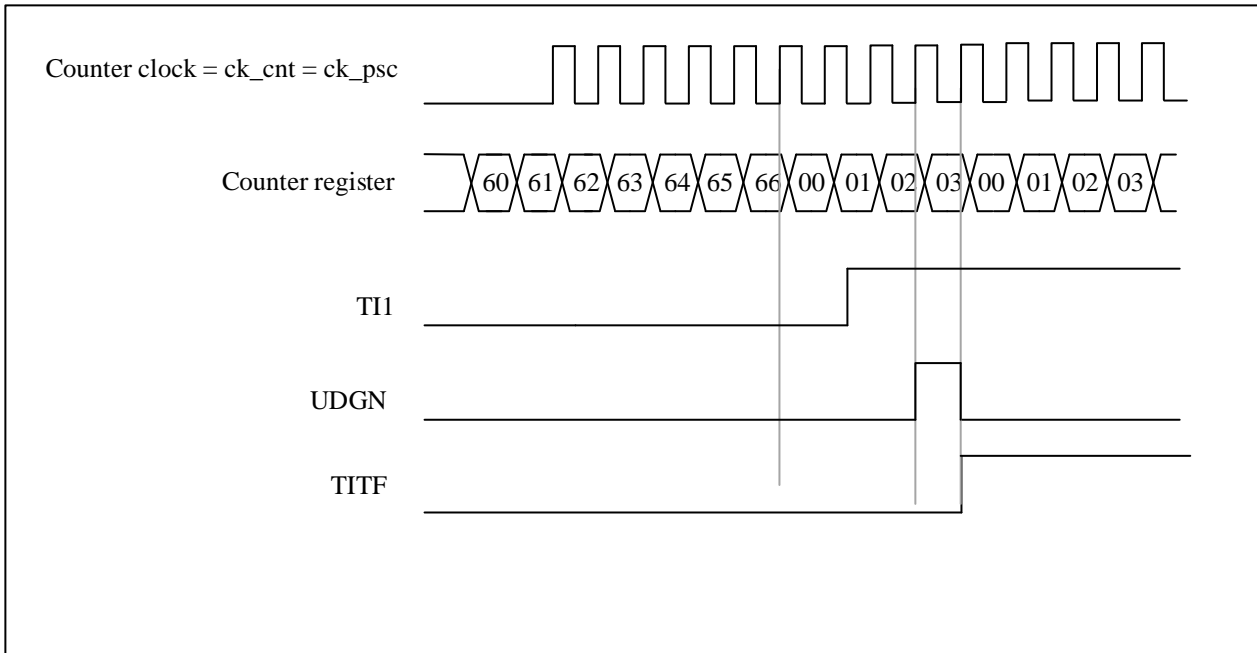 Counter clock = ck_cnt = ck_psc
Counter register 60 61 62 63 64 65 66 00 01 02 03 00 01 02 03
TI1
UDGN
TITF